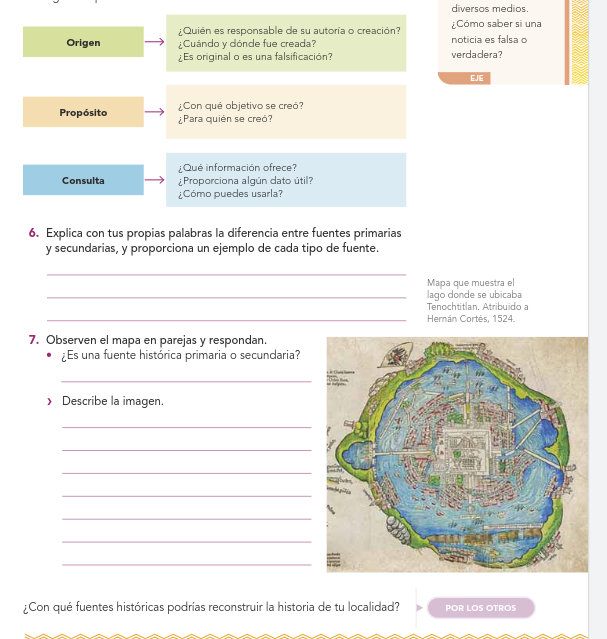 diversos medios.
¿Cómo saber si una
noticia es falsa o
verdadera?
EJE
Origen
¿Quién es responsable de su autoría o creación?
¿Cuándo y dónde fue creada?
¿Es original o es una falsificación?
Propósito
¿Con qué objetivo se creó?
¿Para quién se creó?
Consulta
¿Qué información ofrece?
¿Proporciona algún dato útil?
¿Cómo puedes usarla?
6. Explica con tus propias palabras la diferencia entre fuentes primarias
y secundarias, y proporciona un ejemplo de cada tipo de fuente.
Mapa que muestra el
lago donde se ubicaba
Tenochtitlan. Atribuido a
Hernán Cortés, 1524.
7. Observen el mapa en parejas y respondan.
• ¿Es una fuente histórica primaria o secundaria?
› Describe la imagen.
¿Con qué fuentes históricas podrías reconstruir la historia de tu localidad?
POR LOS OTROS